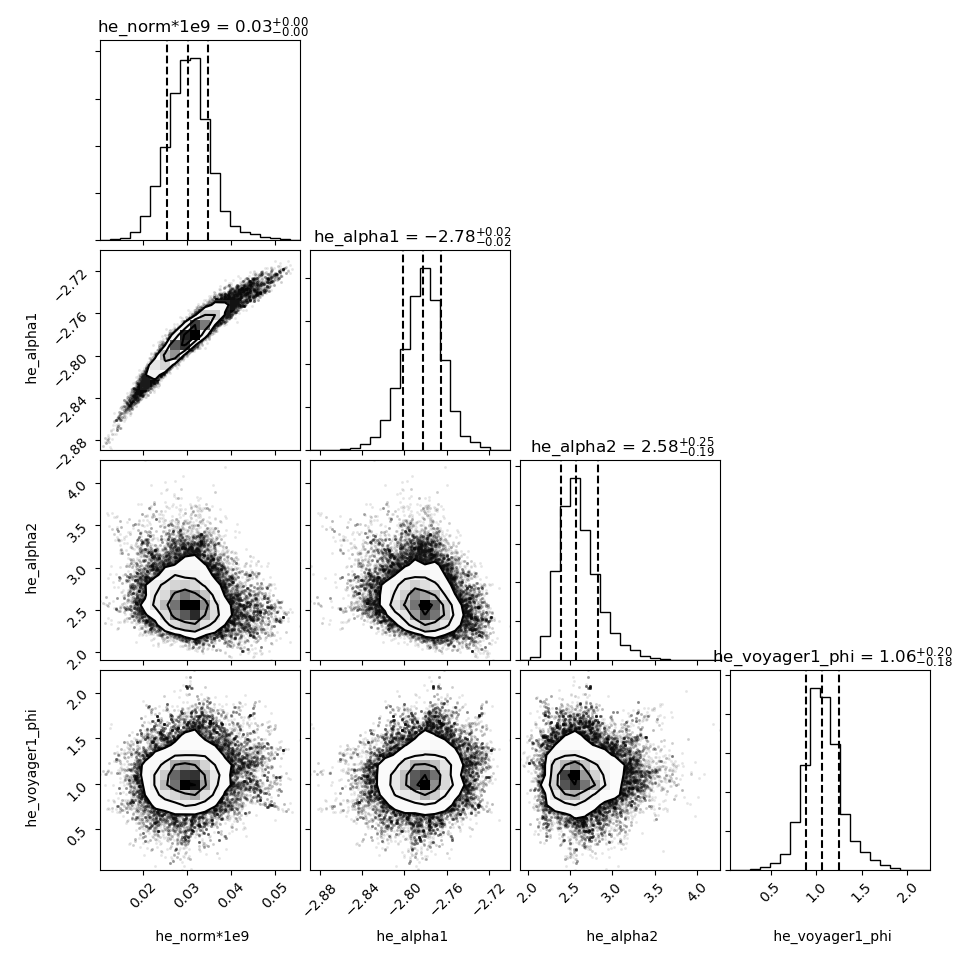 he_norm*1e9 = 0.03+0.00−0.00
he_alpha1 = −2.78+0.02−0.02
−2.72
−2.76
−2.80
−2.84
−2.88
he_alpha1
he_alpha2 = 2.58+0.25−0.19
4.0
3.5
3.0
2.5
2.0
he_alpha2
he_voyager1_phi = 1.06+0.20−0.18
2.0
1.5
1.0
0.5
he_voyager1_phi
0.02 0.03 0.04 0.05
−2.88 −2.84 −2.80 −2.76 −2.72
2.0 2.5 3.0 3.5 4.0
0.5 1.0 1.5 2.0
he_norm*1e9 he_alpha1 he_alpha2 he_voyager1_phi